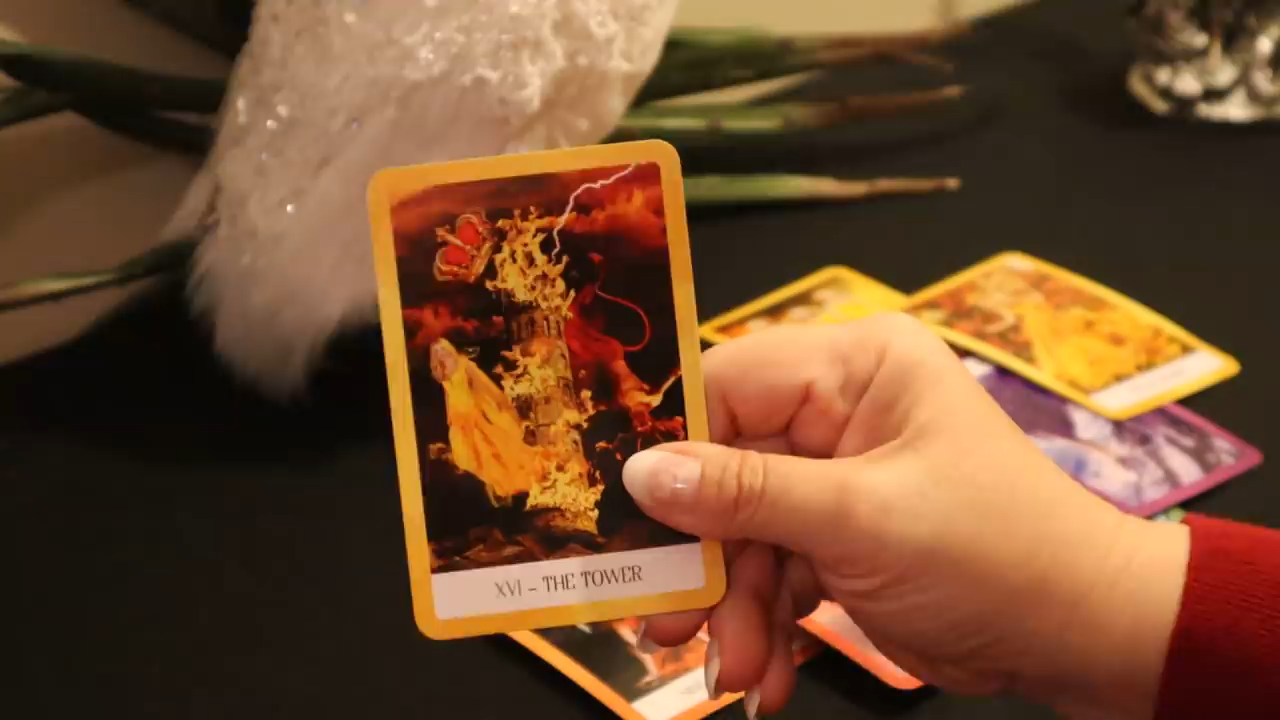 XVI – THE TOWER